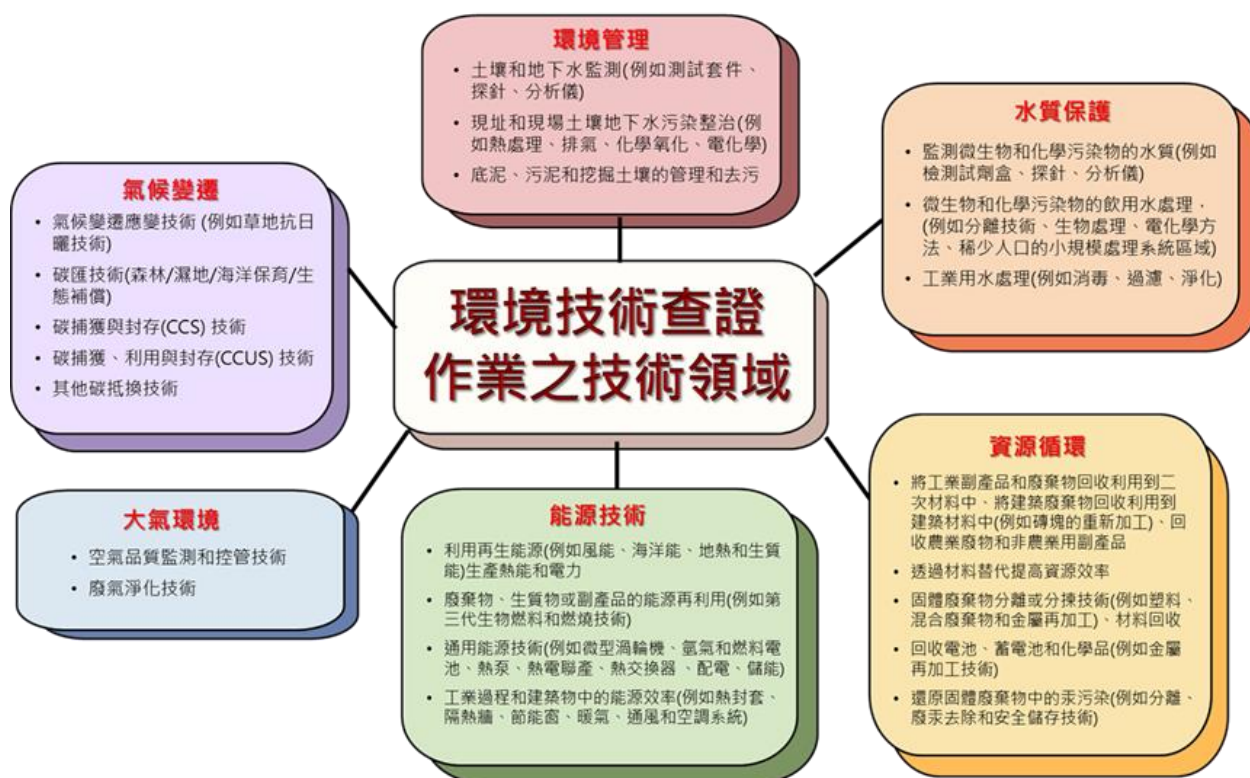 環境管理
• 土壤和地下水監測(例如測試套件、
探針、分析儀)
• 現址和現場土壤地下水污染整治(例
如熱處理、排氣、化學氧化、電化學)
• 底泥、污泥和挖掘土壤的管理和去污
水質保護
• 監測微生物和化學污染物的水質(例如
檢測試劑盒、探針、分析儀)
• 微生物和化學污染物的飲用水處理，
(例如分離技術、生物處理、電化學方
法、稀少人口的小規模處理系統區域)
• 工業用水處理(例如消毒、過濾、淨化)
氣候變遷
• 氣候變遷應變技術 (例如草地抗日
曬技術)
• 碳匯技術(森林/濕地/海洋保育/生
態補償)
• 碳捕獲與封存(CCS) 技術
• 碳捕獲、利用與封存(CCUS) 技術
• 其他碳抵換技術
環境技術查證
作業之技術領域
大氣環境
• 空氣品質監測和控管技術
• 廢氣淨化技術
能源技術
• 利用再生能源(例如風能、海洋能、地熱和生質
能)生產熱能和電力
• 廢棄物、生質物或副產品的能源再利用(例如第
三代生物燃料和燃燒技術)
• 通用能源技術(例如微型渦輪機、氫氣和燃料電
池、熱泵、熱電聯產、熱交換器、配電、儲能)
• 工業過程和建築物中的能源效率(例如熱封套、
隔熱牆、節能窗、暖氣、通風和空調系統)
資源循環
• 將工業副產品和廢棄物回收利用到二
次材料中、將建築廢棄物回收利用到
建築材料中(例如磚塊的重新加工)、回
收農業廢物和非農業用副產品
• 透過材料替代提高資源效率
• 固體廢棄物分離或分揀技術(例如塑料、
混合廢棄物和金屬再加工)、材料回收
• 回收電池、蓄電池和化學品(例如金屬
再加工技術)
• 還原固體廢棄物中的汞污染(例如分離、
廢汞去除和安全儲存技術)